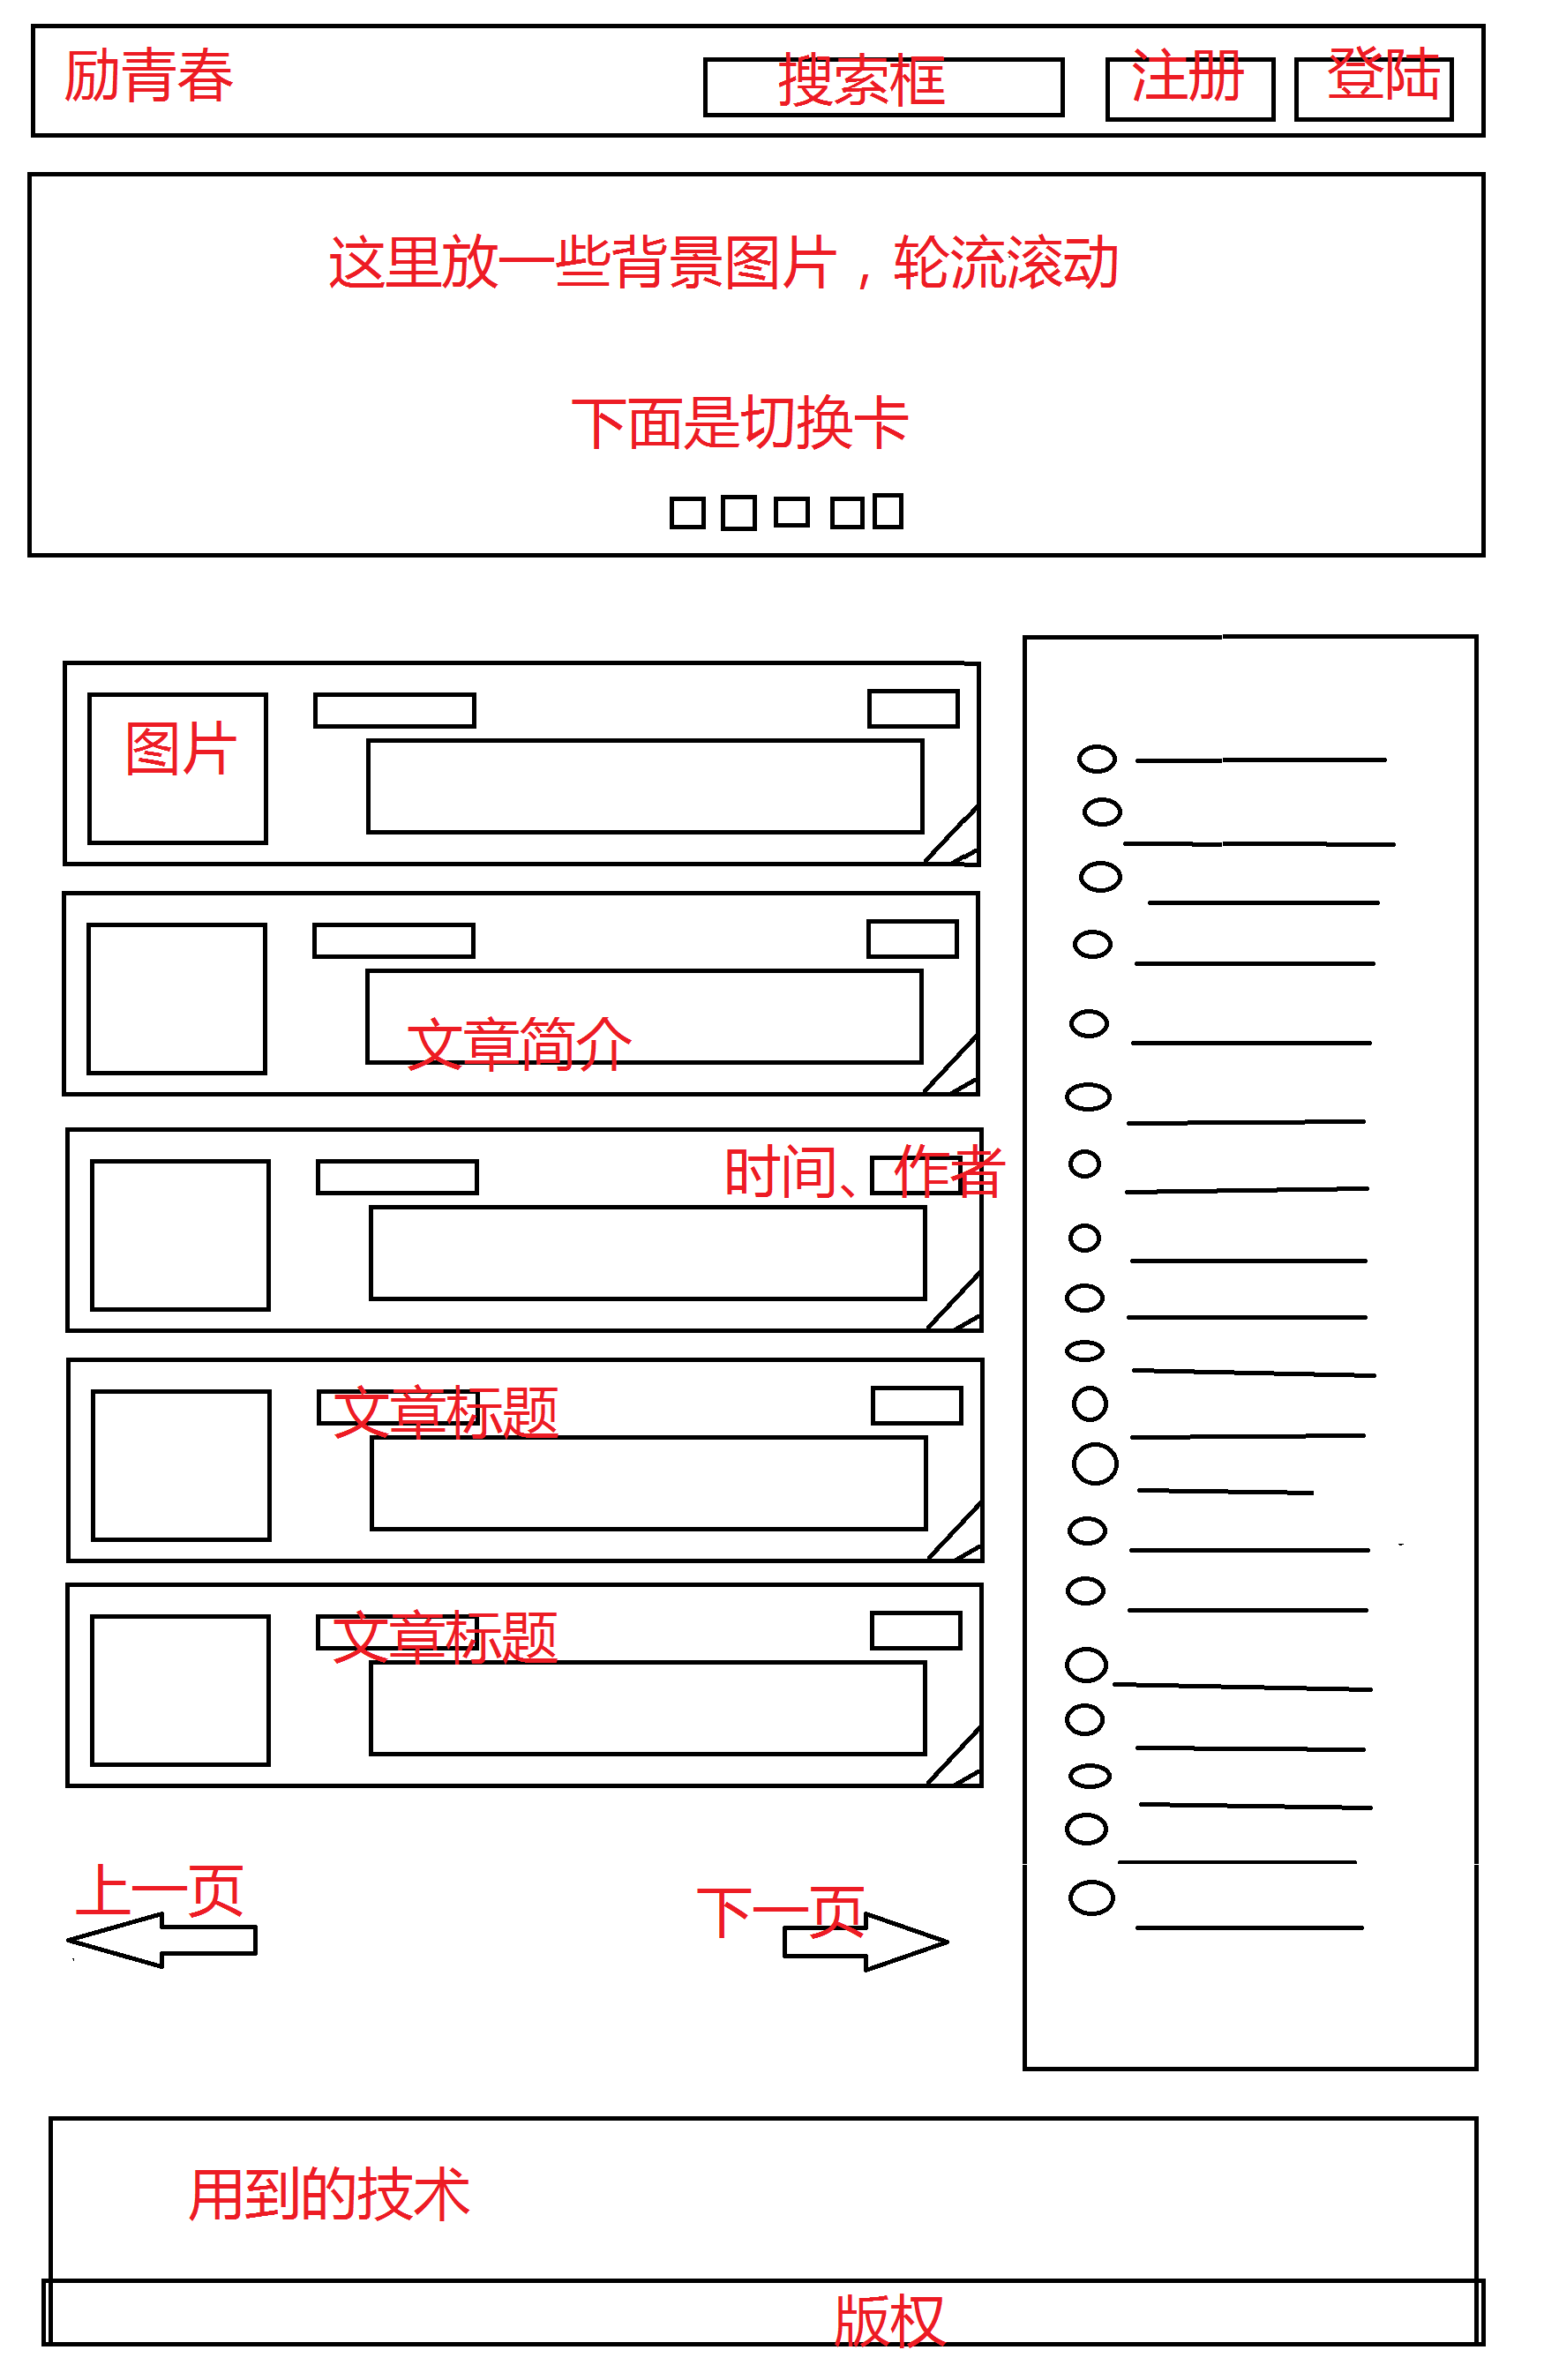 励青春
搜索框
注册
登陆
这里放一些背景图片，轮流滚动
下面是切换卡
图片
文章简介
时间、作者
文章标题
文章标题
上一页
下一页
用到的技术
版权